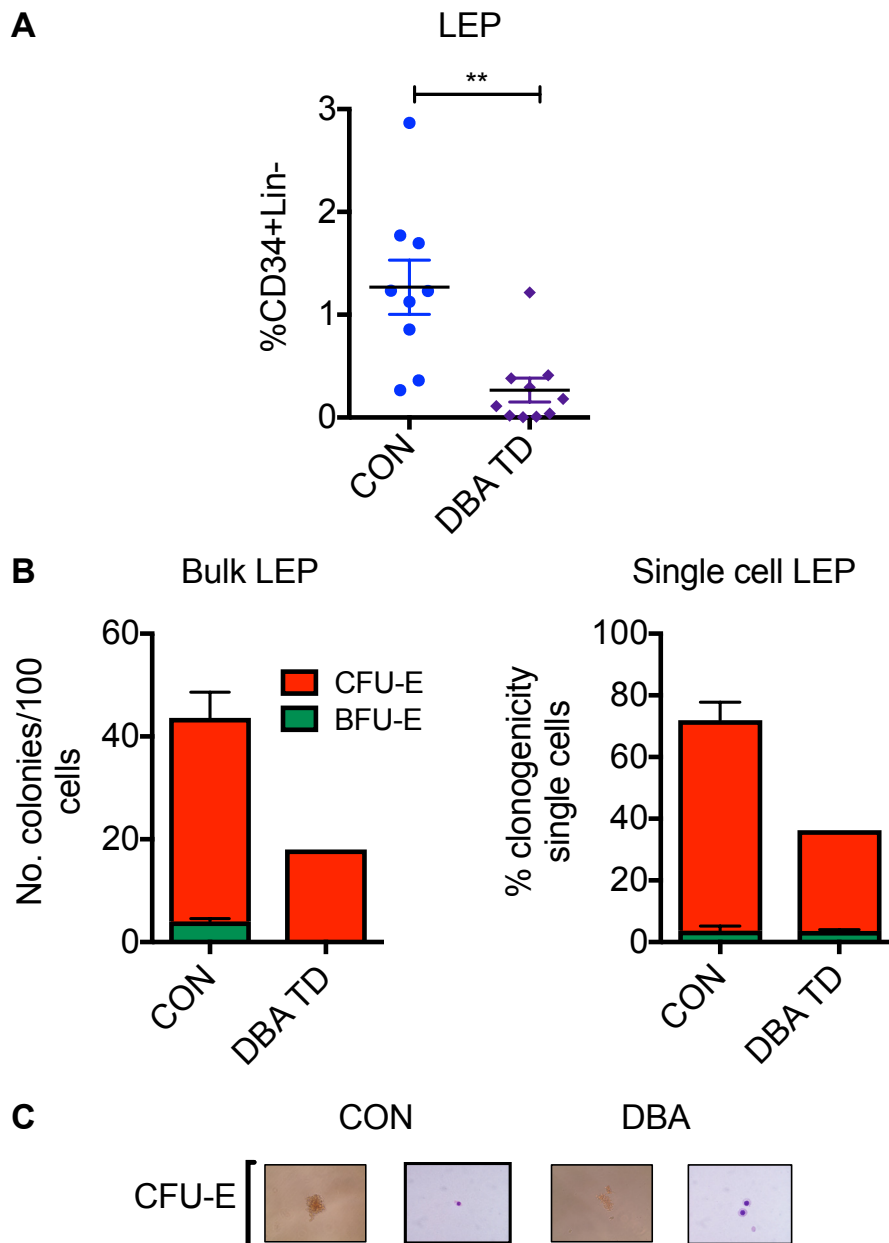 A
LEP
**
3
2
1
0
%CD34+Lin-
CON
DBA TD
B
Bulk LEP
60
40
20
0
No. colonies/100
cells
CFU-E
BFU-E
CON
DBA TD
Single cell LEP
100
80
60
40
20
0
% clonogenicity
single cells
CON
DBA TD
C
CON
DBA
CFU-E